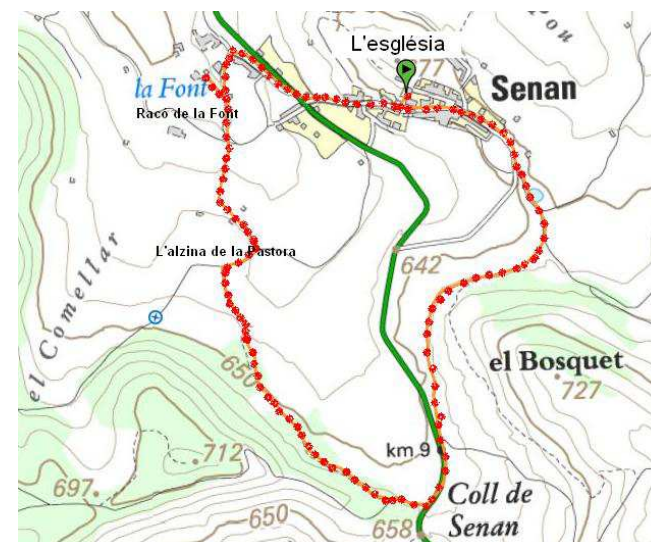 L'església
77
Senan
la Font
Racó de la Font
L'alzina de la Pastora
642
el Comellar
650
el Bosquet
727
km 9
712
697
Coll de
Senan
650
658